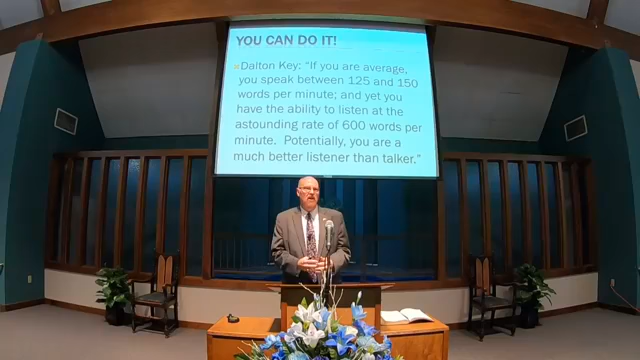 YOU CAN DO IT!
Dalton Key: “If you are average,
you speak between 125 and 150
words per minute; and yet you
have the ability to listen at the
astounding rate of 600 words per
minute. Potentially, you are a
much better listener than talker.”